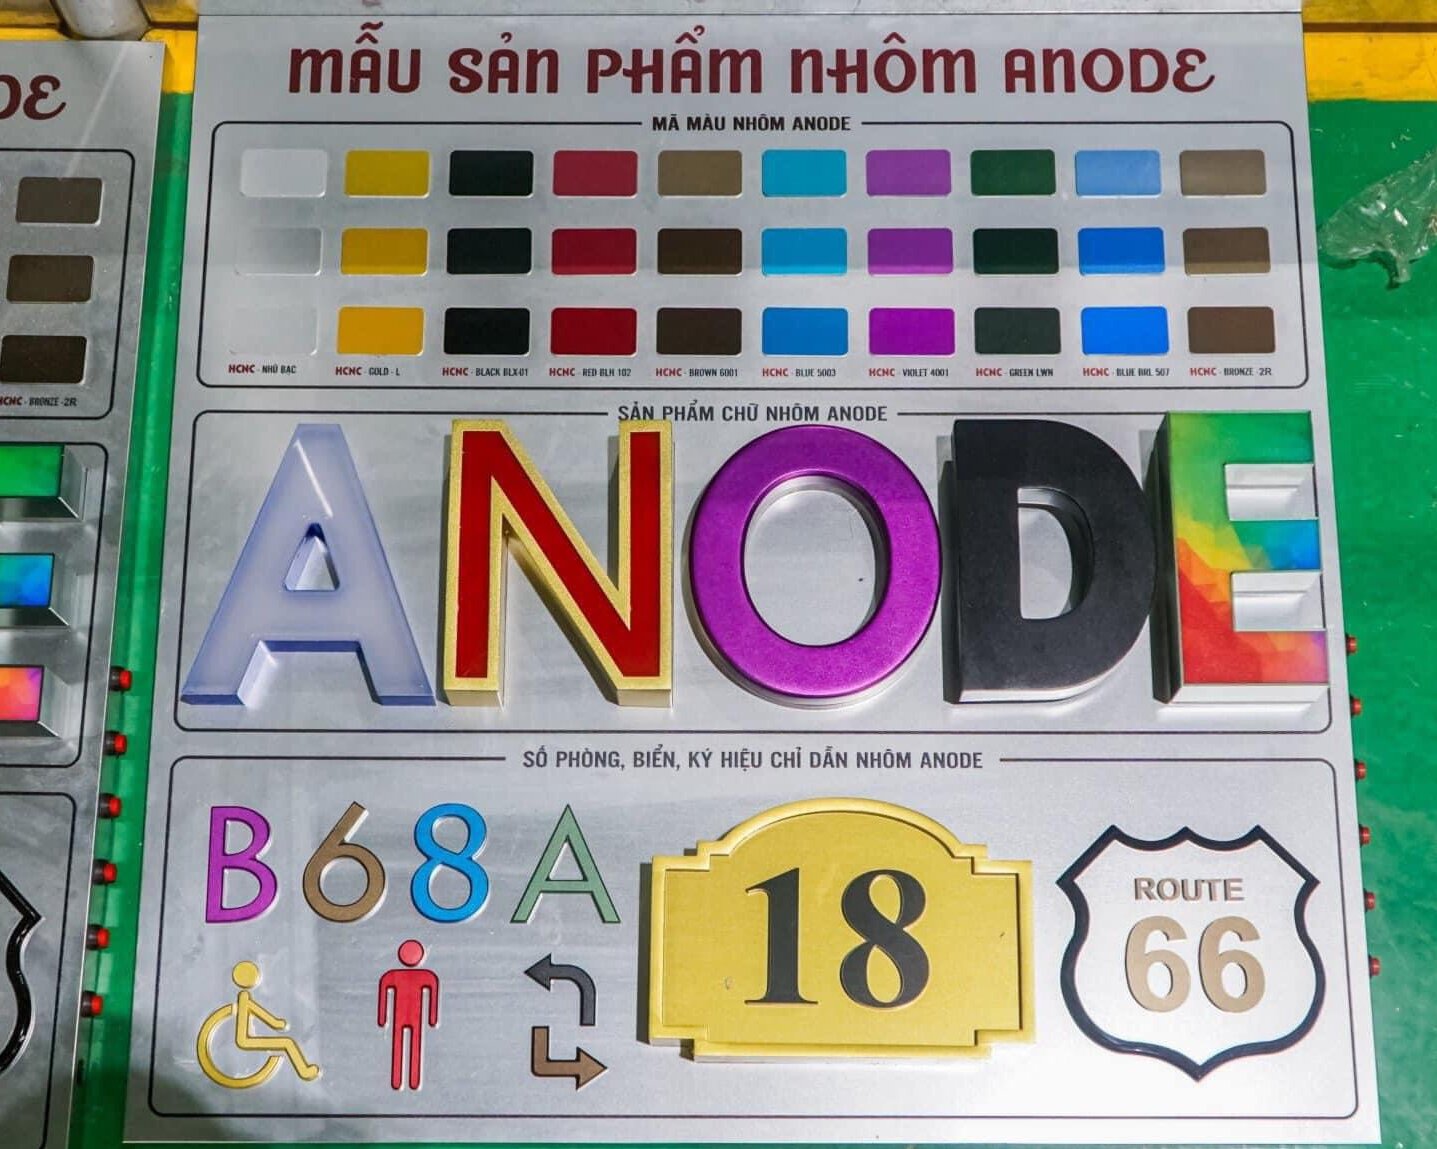 MẪU SẢN PHẨM NHÔM ANODE
MÃ MÀU NHÔM ANODE
HCNC - NHŨ BẠC
HCNC - GOLD - L
HCNC - BLACK BLX-01
HCNC - RED BLH 102
HCNC - BROWN 6001
HCNC - BLUE 5003
HCNC - VIOLET 4001
HCNC - GREEN LWN
HCNC - BLUE BRL 507
HCNC - BRONZE -2R
SẢN PHẨM CHỮ NHÔM ANODE
ANODE
SỐ PHÒNG, BIỂN, KÝ HIỆU CHỈ DẪN NHÔM ANODE
B 6 8 A
18
ROUTE
66
DE
HCNC - BRONZE -2R
E